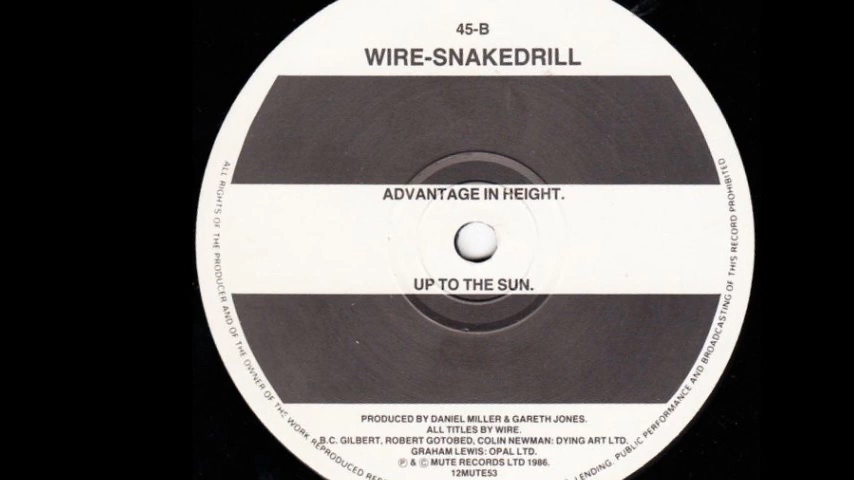 45-B
WIRE-SNAKEDRILL
ADVANTAGE IN HEIGHT.
UP TO THE SUN.
PRODUCED BY DANIEL MILLER & GARETH JONES.
ALL TITLES BY WIRE.
B.C. GILBERT, ROBERT GOTOBED, COLIN NEWMAN: DYING ART LTD.
GRAHAM LEWIS: OPAL LTD.
℗ & © MUTE RECORDS LTD 1986.
12MUTE53
ALL RIGHTS OF THE PRODUCER AND OF THE OWNER OF THE WORK REPRODUCED
LENDING, PUBLIC PERFORMANCE AND BROADCASTING OF THIS RECORD PROHIBITED